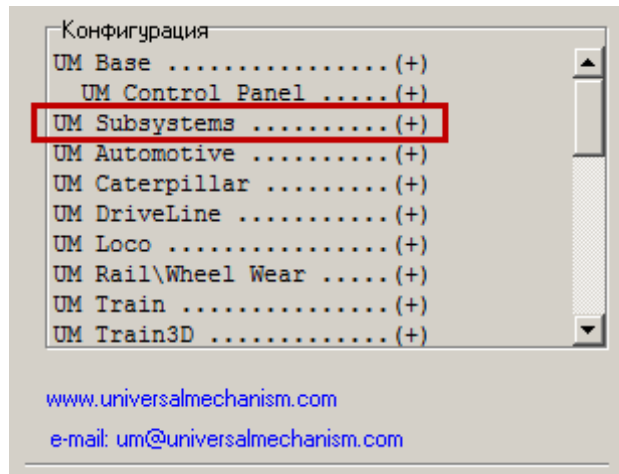 Конфигурация
UM Base ................(+)
UM Control Panel .....(+)
UM Subsystems ..........(+)
UM Automotive ..........(+)
UM Caterpillar .........(+)
UM DriveLine ...........(+)
UM Loco ................(+)
UM Rail\Wheel Wear .....(+)
UM Train ...............(+)
UM Train3D .............(+)
www.universalmechanism.com
e-mail: um@universalmechanism.com